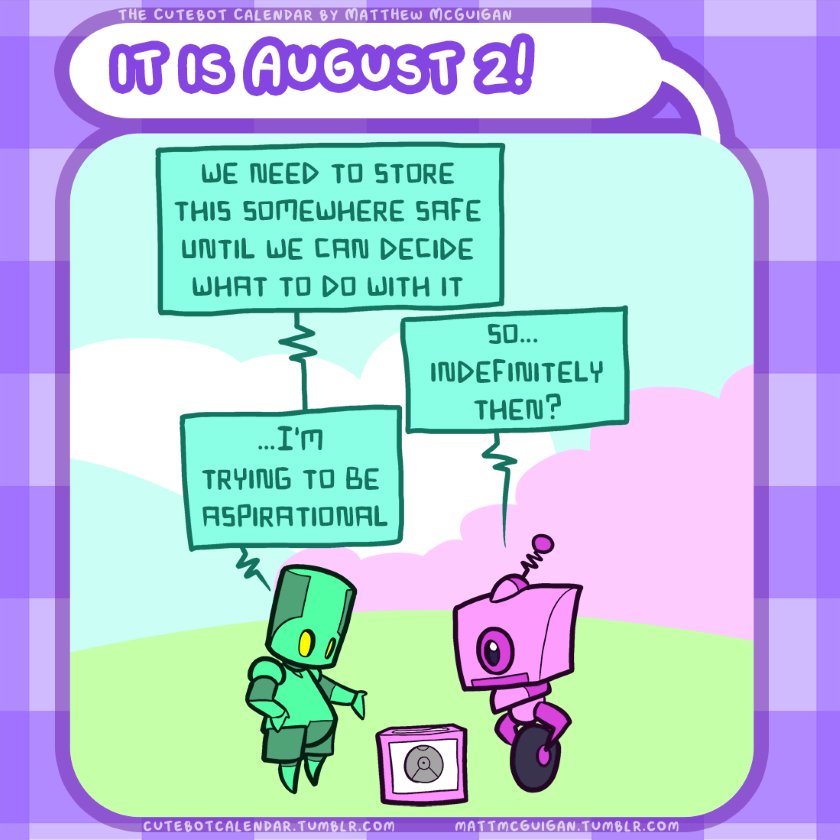 THE CUTEBOT CALENDAR BY MATTHEW MCGUIGAN
IT IS AUGUST 2!
WE NEED TO STORE
THIS SOMEWHERE SAFE
UNTIL WE CAN DECIDE
WHAT TO DO WITH IT
SO...
INDEFINITELY
THEN?
...I'M
TRYING TO BE
ASPIRATIONAL
CUTEBOTCALENDAR.TUMBLR.COM
MATTMCGUIGAN.TUMBLR.COM